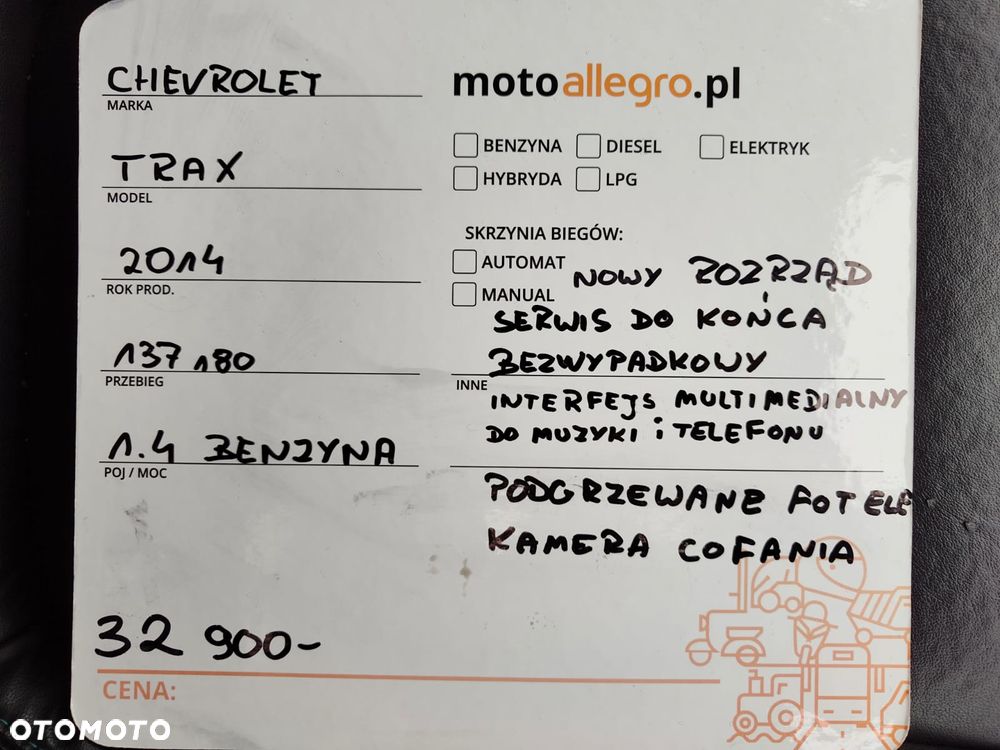 CHEVROLET
MARKA
TRAX
MODEL
2014
ROK PROD.
137 180
PRZEBIEG
1.4 BENZYNA
POJ / MOC
motoallegro.pl
BENZYNA DIESEL ELEKTRYK
HYBRYDA LPG
SKRZYNIA BIEGÓW:
AUTOMAT
MANUAL
NOWY ROZRZĄD
SERWIS DO KOŃCA
BEZWYPADKOWY
INNE
INTERFEJS MULTIMEDIALNY
DO MUZYKI i TELEFONU
PODGRZEWANE FOTELE
KAMERA COFANIA
32 900-
CENA:
OTOMOTO